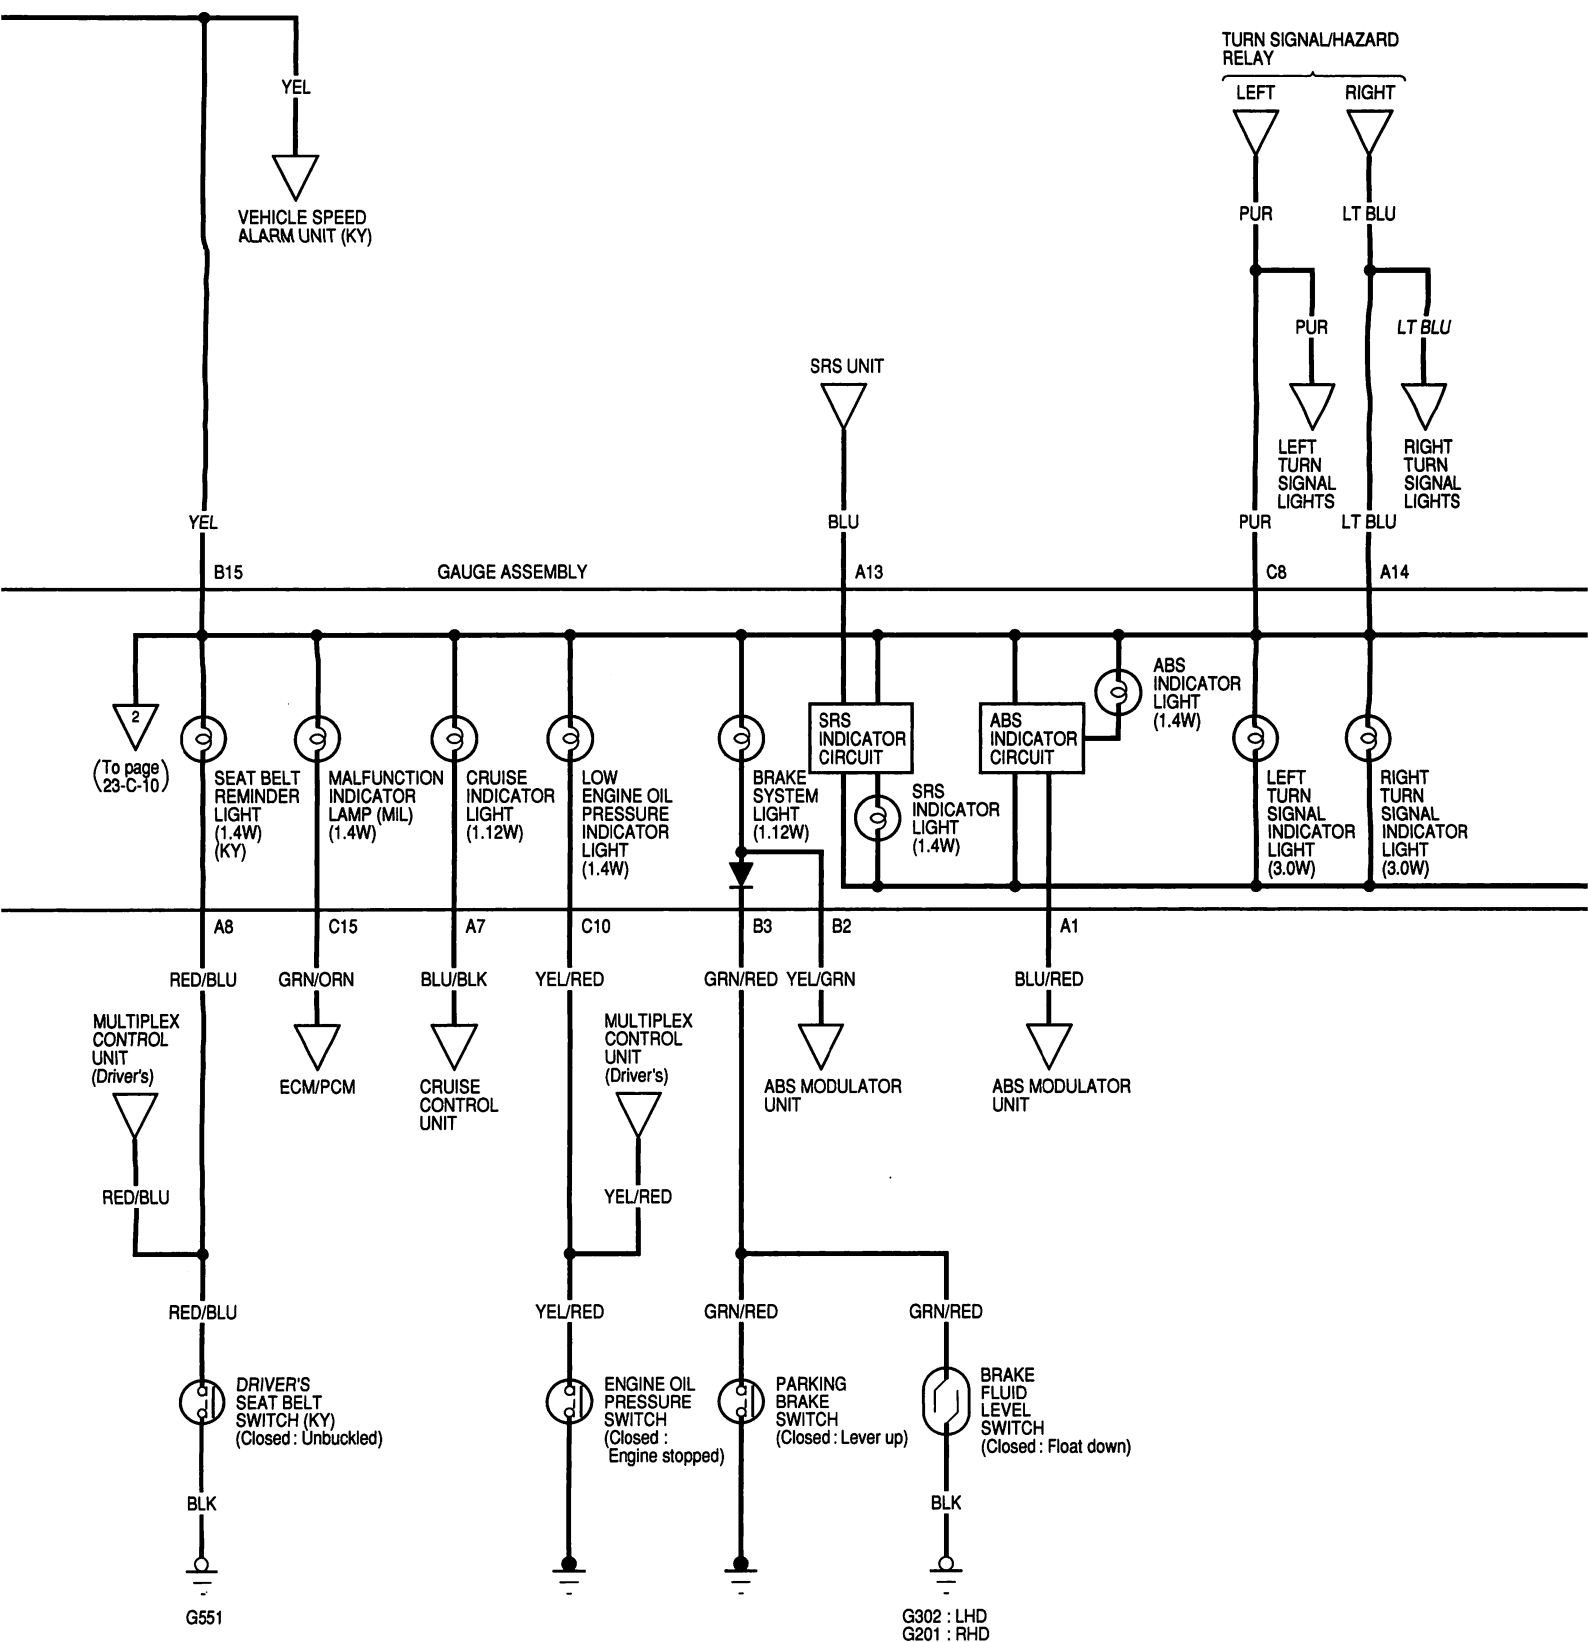 TURN SIGNAL/HAZARD
RELAY
LEFT
RIGHT
YEL
VEHICLE SPEED
ALARM UNIT (KY)
PUR
LT BLU
PUR
LT BLU
SRS UNIT
LEFT
TURN
SIGNAL
LIGHTS
RIGHT
TURN
SIGNAL
LIGHTS
YEL
BLU
PUR
LT BLU
B15
GAUGE ASSEMBLY
A13
C8
A14
2
(To page
23-C-10)
SEAT BELT
REMINDER
LIGHT
(1.4W)
(KY)
MALFUNCTION
INDICATOR
LAMP (MIL)
(1.4W)
CRUISE
INDICATOR
LIGHT
(1.12W)
LOW
ENGINE OIL
PRESSURE
INDICATOR
LIGHT
(1.4W)
BRAKE
SYSTEM
LIGHT
(1.12W)
SRS
INDICATOR
CIRCUIT
SRS
INDICATOR
LIGHT
(1.4W)
ABS
INDICATOR
CIRCUIT
ABS
INDICATOR
LIGHT
(1.4W)
LEFT
TURN
SIGNAL
INDICATOR
LIGHT
(3.0W)
RIGHT
TURN
SIGNAL
INDICATOR
LIGHT
(3.0W)
A8
C15
A7
C10
B3
B2
A1
RED/BLU
GRN/ORN
BLU/BLK
YEL/RED
GRN/RED
YEL/GRN
BLU/RED
MULTIPLEX
CONTROL
UNIT
(Driver's)
ECM/PCM
CRUISE
CONTROL
UNIT
MULTIPLEX
CONTROL
UNIT
(Driver's)
ABS MODULATOR
UNIT
ABS MODULATOR
UNIT
RED/BLU
YEL/RED
RED/BLU
YEL/RED
GRN/RED
GRN/RED
DRIVER'S
SEAT BELT
SWITCH (KY)
(Closed : Unbuckled)
ENGINE OIL
PRESSURE
SWITCH
(Closed :
Engine stopped)
PARKING
BRAKE
SWITCH
(Closed : Lever up)
BRAKE
FLUID
LEVEL
SWITCH
(Closed : Float down)
BLK
BLK
G551
G302 : LHD
G201 : RHD